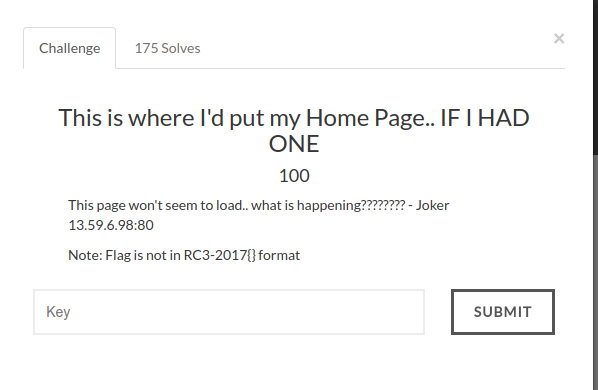 Challenge
175 Solves
×
This is where I'd put my Home Page.. IF I HAD
ONE
100
This page won't seem to load.. what is happening???????? - Joker
13.59.6.98:80
Note: Flag is not in RC3-2017{} format
Key
SUBMIT